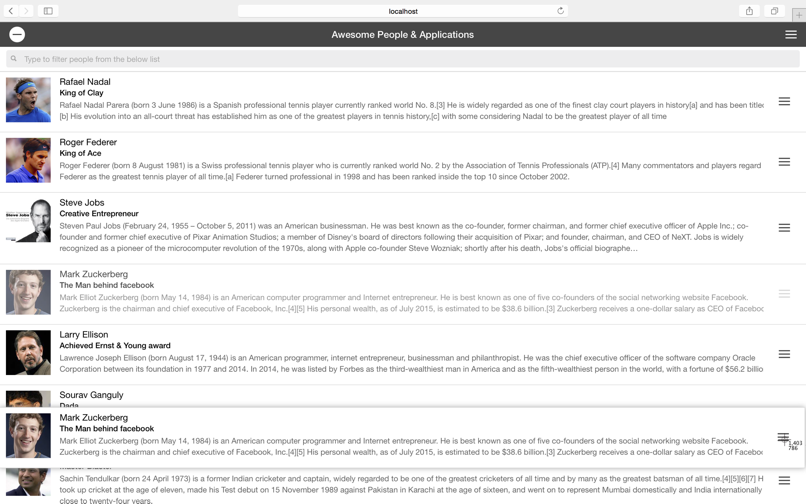 localhost
Awesome People & Applications
Type to filter people from the below list
Rafael Nadal
King of Clay
Rafael Nadal Parera (born 3 June 1986) is a Spanish professional tennis player currently ranked world No. 8.[3] He is widely regarded as one of the finest clay court players in history[a] and has been
[b] His evolution into an all-court threat has established him as one of the greatest players in tennis history,[c] with some considering Nadal to be the greatest player of all time
Roger Federer
King of Ace
Roger Federer (born 8 August 1981) is a Swiss professional tennis player who is currently ranked world No. 2 by the Association of Tennis Professionals (ATP).[4] Many commentators and players regard
Federer as the greatest tennis player of all time.[a] Federer turned professional in 1998 and has been ranked inside the top 10 since October 2002.
Steve Jobs
Steve Jobs
Creative Entrepreneur
Steven Paul Jobs (February 24, 1955 – October 5, 2011) was an American businessman. He was best known as the co-founder, former chairman, and former chief executive officer of Apple Inc.; co-
founder and former chief executive of Pixar Animation Studios; a member of Disney's board of directors following their acquisition of Pixar; and founder, chairman, and CEO of NeXT. Jobs is widely
recognized as a pioneer of the microcomputer revolution of the 1970s, along with Apple co-founder Steve Wozniak; shortly after his death, Jobs's official biographe…
Mark Zuckerberg
The Man behind facebook
Mark Elliot Zuckerberg (born May 14, 1984) is an American computer programmer and Internet entrepreneur. He is best known as one of five co-founders of the social networking website Facebook.
Zuckerberg is the chairman and chief executive of Facebook, Inc.[4][5] His personal wealth, as of July 2015, is estimated to be $38.6 billion.[3] Zuckerberg receives a one-dollar salary as CEO of
Larry Ellison
Achieved Ernst & Young award
Lawrence Joseph Ellison (born August 17, 1944) is an American programmer, internet entrepreneur, businessman and philanthropist. He was the chief executive officer of the software company Oracle
Corporation between its foundation in 1977 and 2014. In 2014, he was listed by Forbes as the third-wealthiest man in America and as the fifth-wealthiest person in the world, with a fortune of $56.2
Sourav Ganguly
Dada
Mark Zuckerberg
The Man behind facebook
Mark Elliot Zuckerberg (born May 14, 1984) is an American computer programmer and Internet entrepreneur. He is best known as one of five co-founders of the social networking website Facebook.
Zuckerberg is the chairman and chief executive of Facebook, Inc.[4][5] His personal wealth, as of July 2015, is estimated to be $38.6 billion.[3] Zuckerberg receives a one-dollar salary as CEO of
1,403
786
Sachin Tendulkar (born 24 April 1973) is a former Indian cricketer and captain, widely regarded to be one of the greatest cricketers of all time and by many as the greatest batsman of all time.[4][5][6][7] H
took up cricket at the age of eleven, made his Test debut on 15 November 1989 against Pakistan in Karachi at the age of sixteen, and went on to represent Mumbai domestically and India internationally
close to twenty-four years.